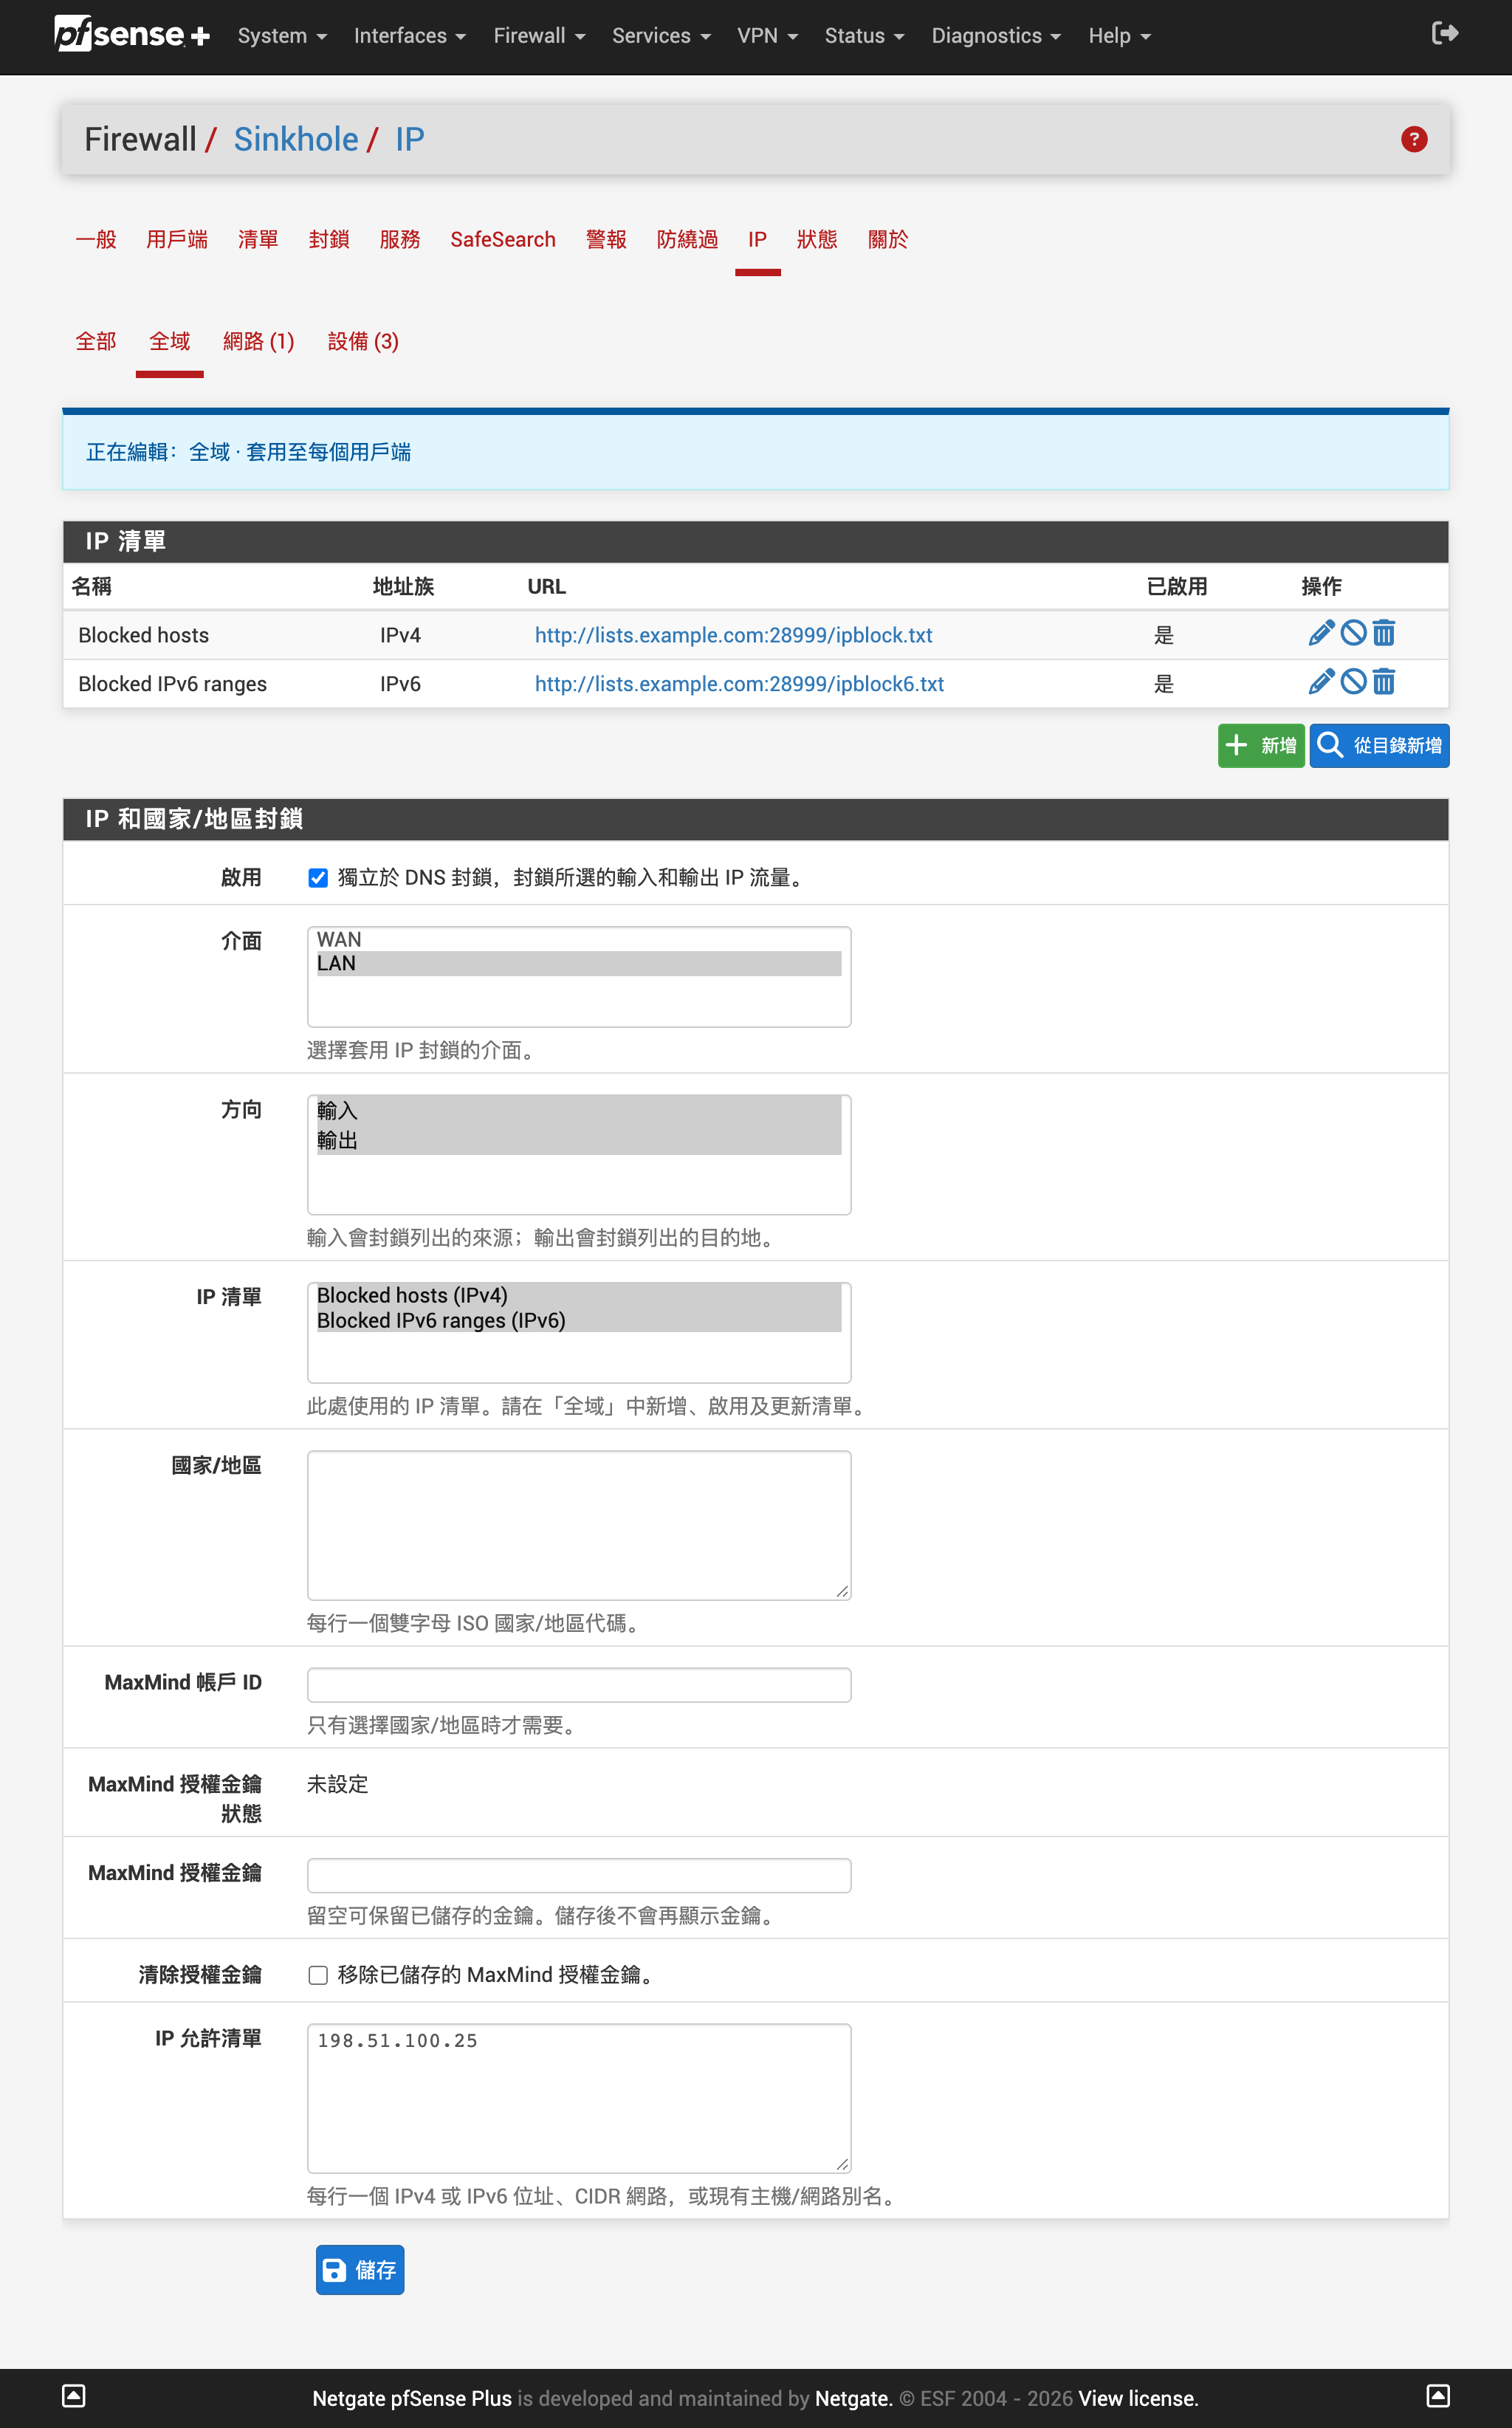 pfsense+ System Interfaces Firewall Services VPN Status Diagnostics Help
Firewall / Sinkhole / IP
一般 用戶端 清單 封鎖 服務 SafeSearch 警報 防繞過 IP 狀態 關於
全部 全域 網路 (1) 設備 (3)
正在編輯：全域 · 套用至每個用戶端
IP 清單
名稱 地址族 URL 已啟用 操作
Blocked hosts IPv4 http://lists.example.com:28999/ipblock.txt 是
Blocked IPv6 ranges IPv6 http://lists.example.com:28999/ipblock6.txt 是
新增 從目錄新增
IP 和國家/地區封鎖
啟用 獨立於 DNS 封鎖，封鎖所選的輸入和輸出 IP 流量。
介面 WAN
LAN
選擇套用 IP 封鎖的介面。
方向 輸入
輸出
輸入會封鎖列出的來源；輸出會封鎖列出的目的地。
IP 清單 Blocked hosts (IPv4)
Blocked IPv6 ranges (IPv6)
此處使用的 IP 清單。請在「全域」中新增、啟用及更新清單。
國家/地區
每行一個雙字母 ISO 國家/地區代碼。
MaxMind 帳戶 ID
只有選擇國家/地區時才需要。
MaxMind 授權金鑰 未設定
狀態
MaxMind 授權金鑰
留空可保留已儲存的金鑰。儲存後不會再顯示金鑰。
清除授權金鑰 移除已儲存的 MaxMind 授權金鑰。
IP 允許清單 198.51.100.25
每行一個 IPv4 或 IPv6 位址、CIDR 網路，或現有主機/網路別名。
儲存
Netgate pfSense Plus is developed and maintained by Netgate. © ESF 2004 - 2026 View license.